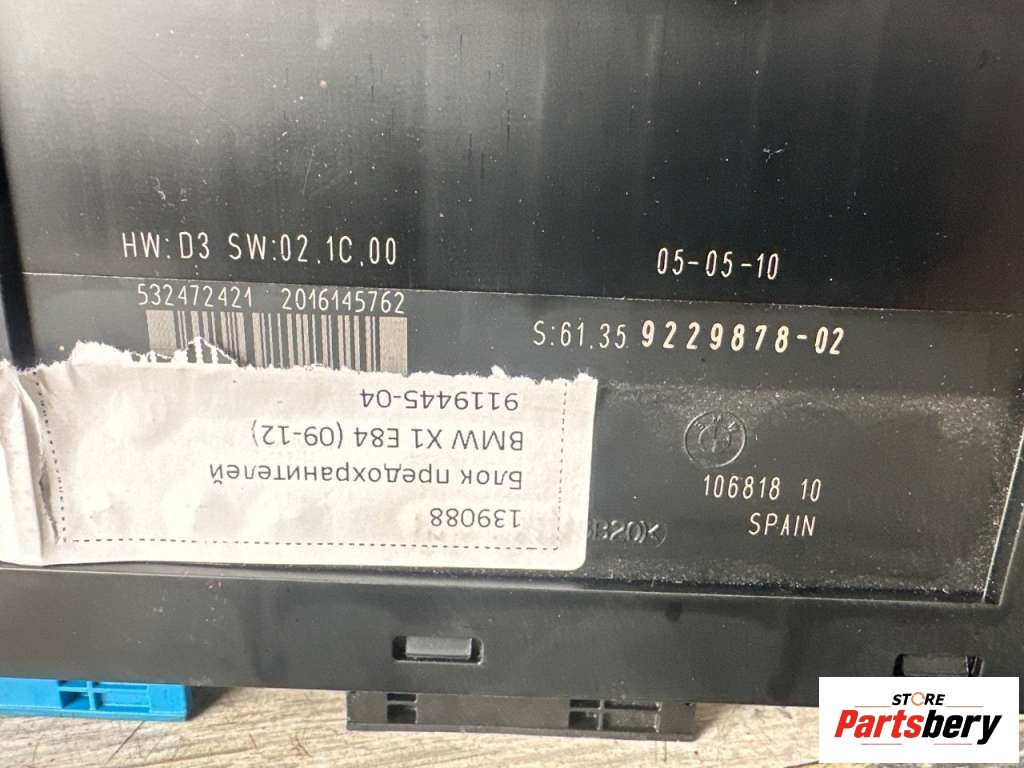 HW: D3 SW:02.1C.00
05-05-10
532472421 2016145762
S:61.35 9229878-02
106818 10
SPAIN
139088
Блок предохранителей
BMW X1 E84 (09-12)
9119445-04
STORE
Partsbery